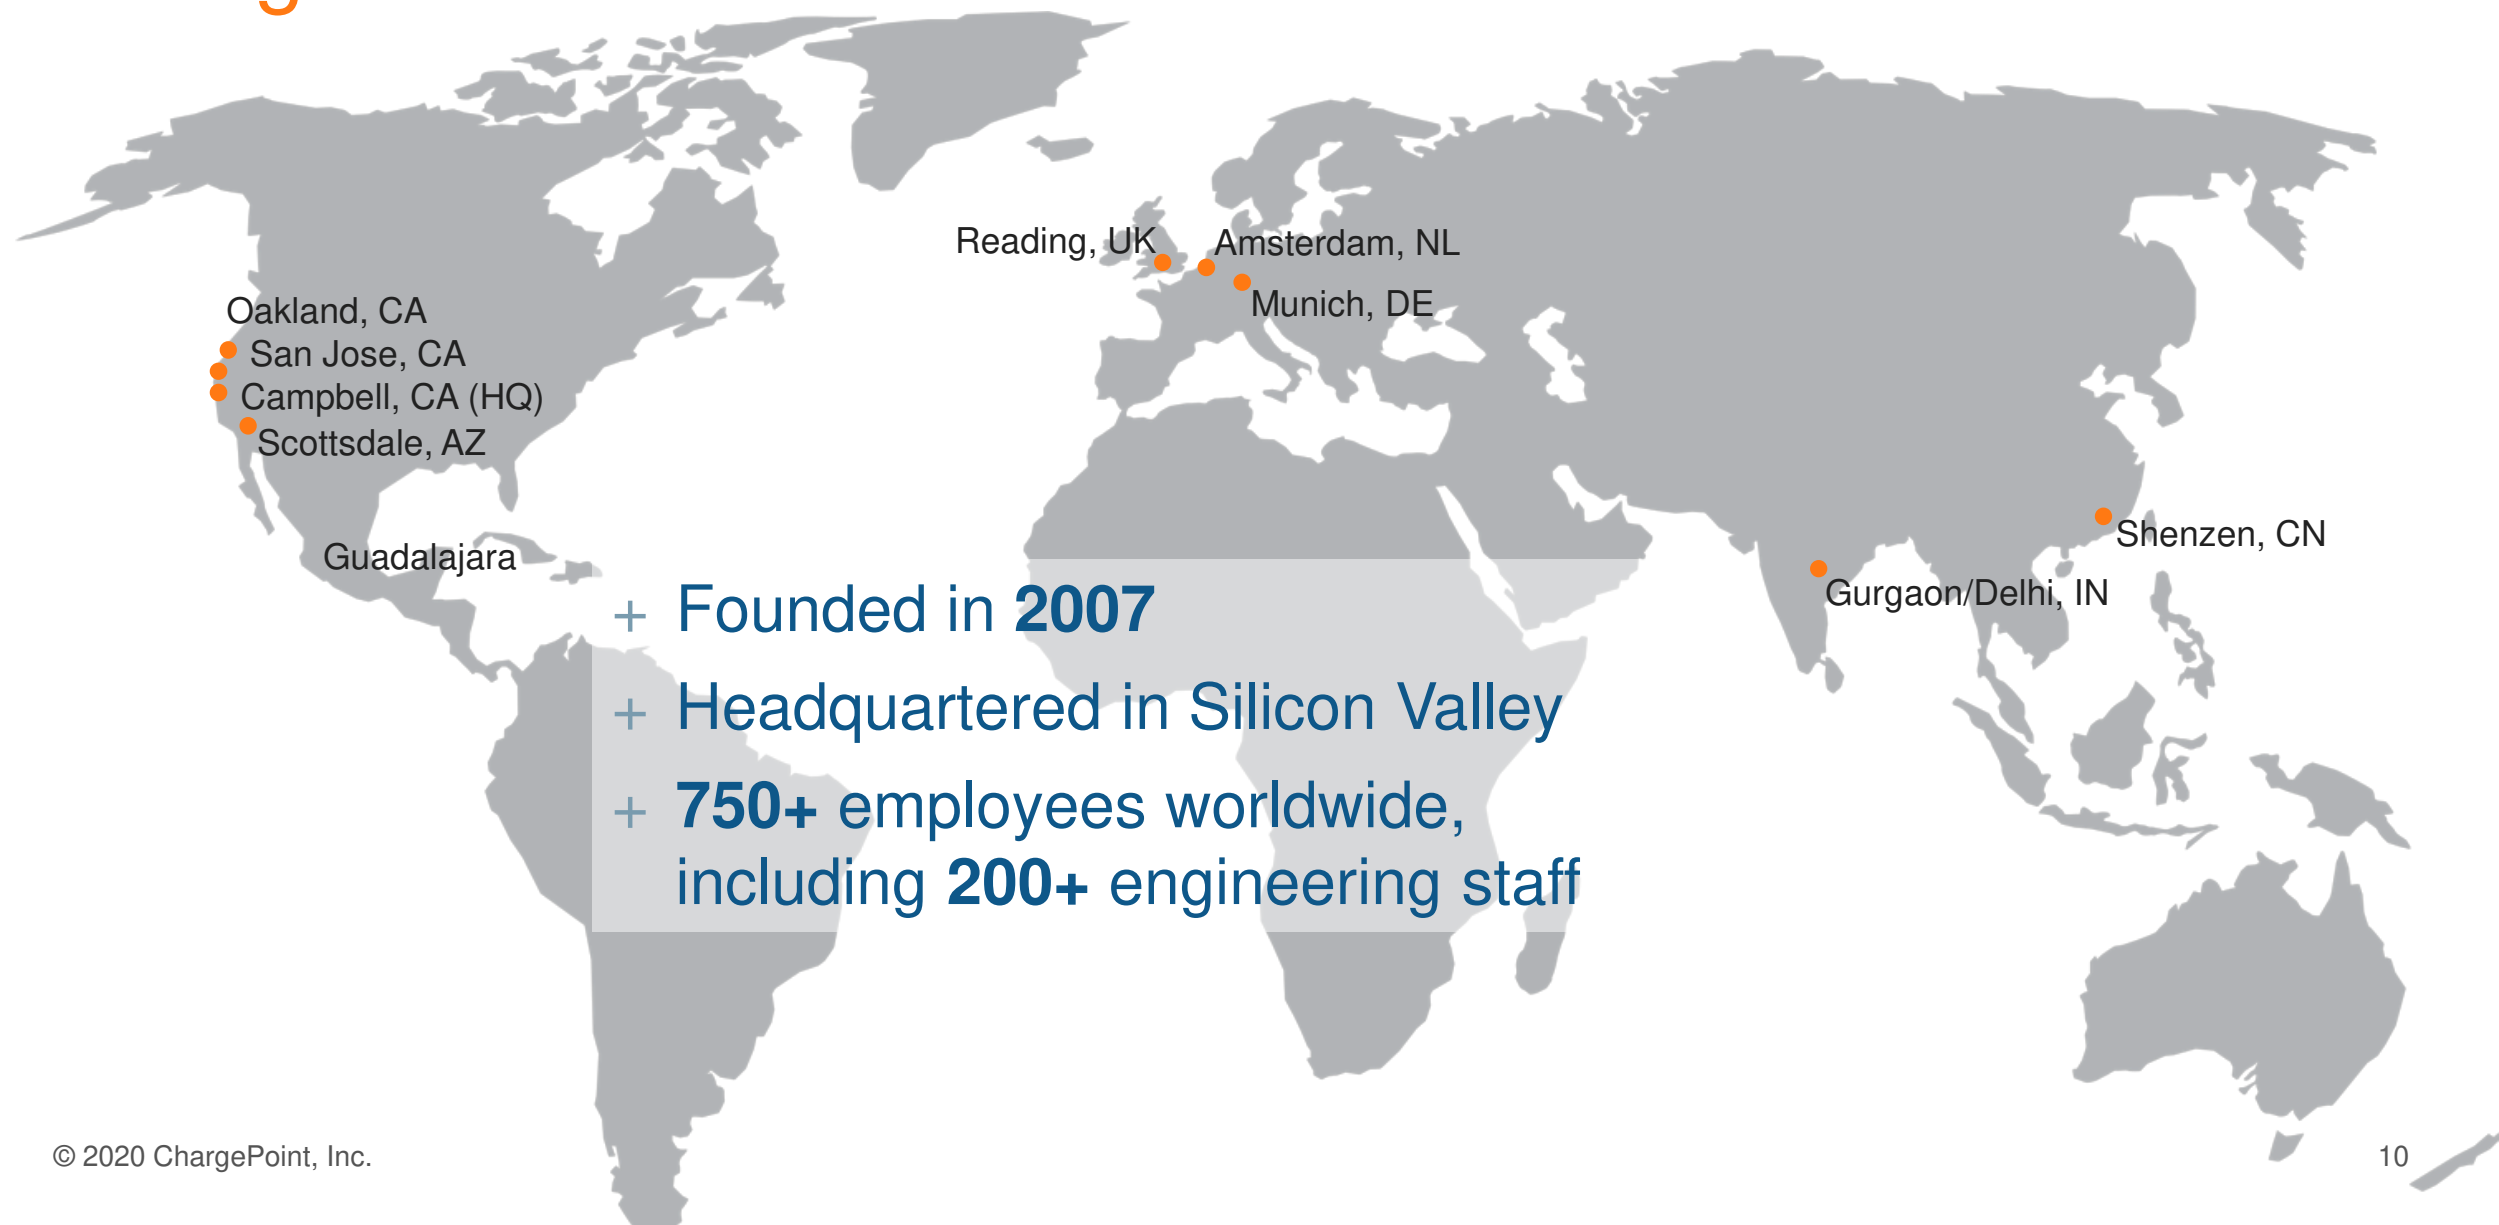 Reading, UK
Amsterdam, NL
Munich, DE
Oakland, CA
San Jose, CA
Campbell, CA (HQ)
Scottsdale, AZ
Guadalajara
Shenzen, CN
Gurgaon/Delhi, IN
+ Founded in 2007
+ Headquartered in Silicon Valley
+ 750+ employees worldwide,
including 200+ engineering staff
© 2020 ChargePoint, Inc.
10